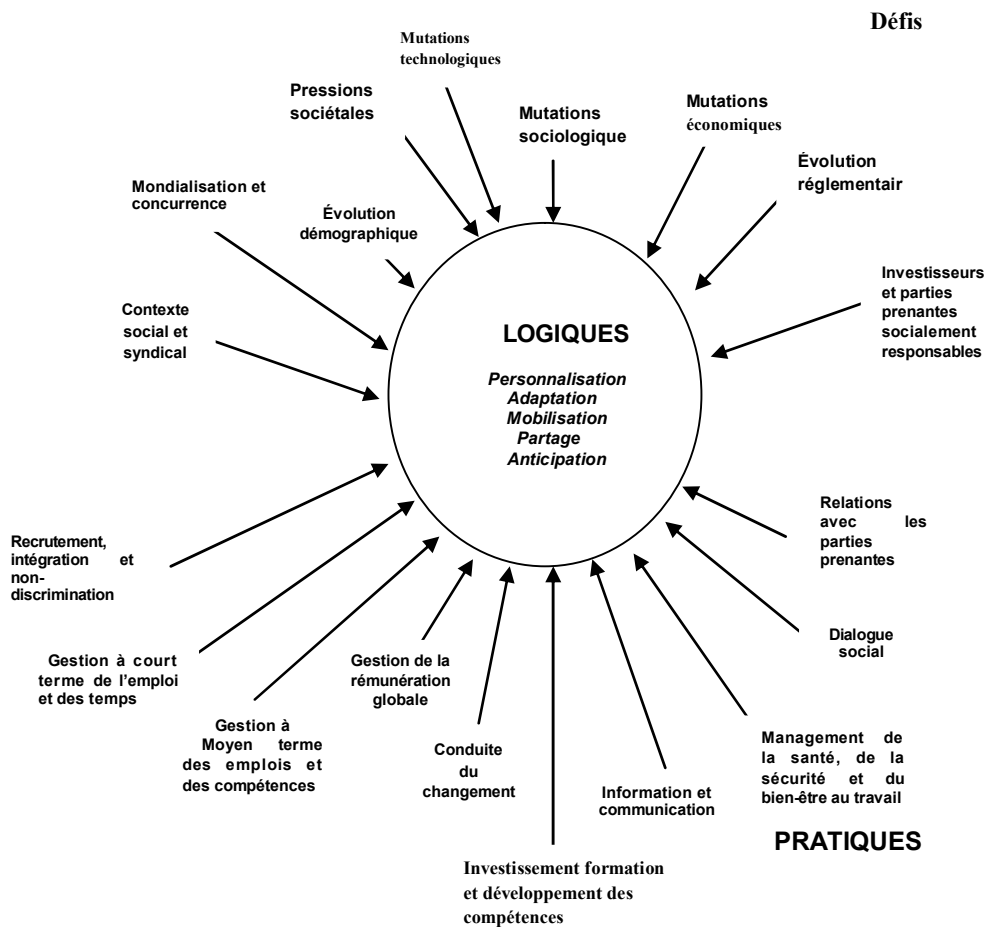 Défis
Mutations
technologiques
Pressions
sociétales
Mutations
sociologique
Mutations
économiques
Évolution
réglementair
Mondialisation et
concurrence
Évolution
démographique
Investisseurs
et parties
prenantes
socialement
responsables
Contexte
social et
syndical
LOGIQUES
Personnalisation
Adaptation
Mobilisation
Partage
Anticipation
Relations
avec les
parties
prenantes
Recrutement,
intégration et
non-
discrimination
Dialogue
social
Gestion à court
terme de l’emploi
et des temps
Gestion de la
rémunération
globale
Gestion à
Moyen terme
des emplois et
des compétences
Conduite
du
changement
Information et
communication
Management de
la santé, de la
sécurité et du
bien-être au travail
PRATIQUES
Investissement formation
et développement des
compétences